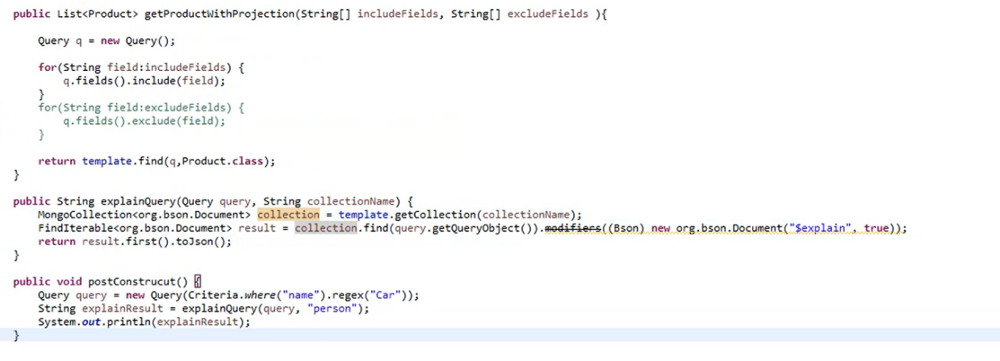 public List<Product> getProductWithProjection(String[] includeFields, String[] excludeFields ){
Query q = new Query();
for(String field:includeFields) {
q.fields().include(field);
}
for(String field:excludeFields) {
q.fields().exclude(field);
}
return template.find(q,Product.class);
}
public String explainQuery(Query query, String collectionName) {
MongoCollection<org.bson.Document> collection = template.getCollection(collectionName);
FindIterable<org.bson.Document> result = collection.find(query.getQueryObject()).modifiers((Bson) new org.bson.Document("$explain", true));
return result.first().toJson();
}
public void postConstrucut() {
Query query = new Query(Criteria.where("name").regex("Car"));
String explainResult = explainQuery(query, "person");
System.out.println(explainResult);
}